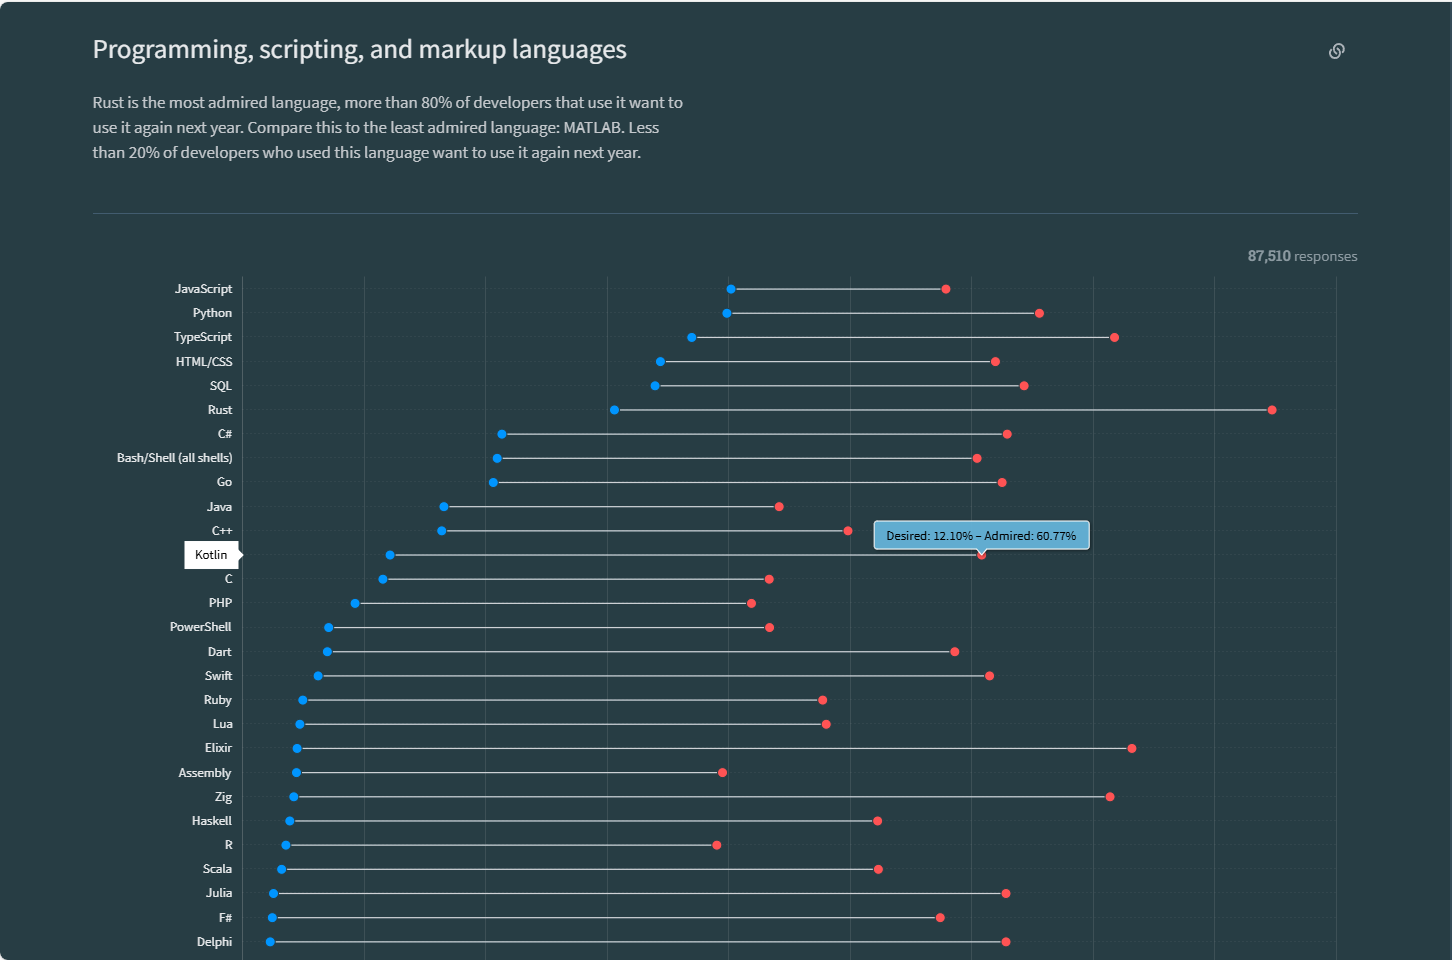 Programming, scripting, and markup languages
Rust is the most admired language, more than 80% of developers that use it want to
use it again next year. Compare this to the least admired language: MATLAB. Less
than 20% of developers who used this language want to use it again next year.
87,510 responses
JavaScript
Python
TypeScript
HTML/CSS
SQL
Rust
C#
Bash/Shell (all shells)
Go
Java
C++
Desired: 12.10% – Admired: 60.77%
Kotlin
C
PHP
PowerShell
Dart
Swift
Ruby
Lua
Elixir
Assembly
Zig
Haskell
R
Scala
Julia
F#
Delphi